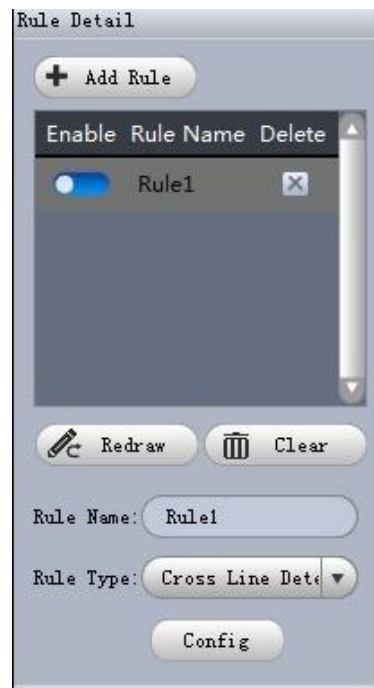 Rule Detail
Add Rule
Enable Rule Name Delete
Rule1
Redraw Clear
Rule Name: Rule1
Rule Type: Cross Line Dete
Config